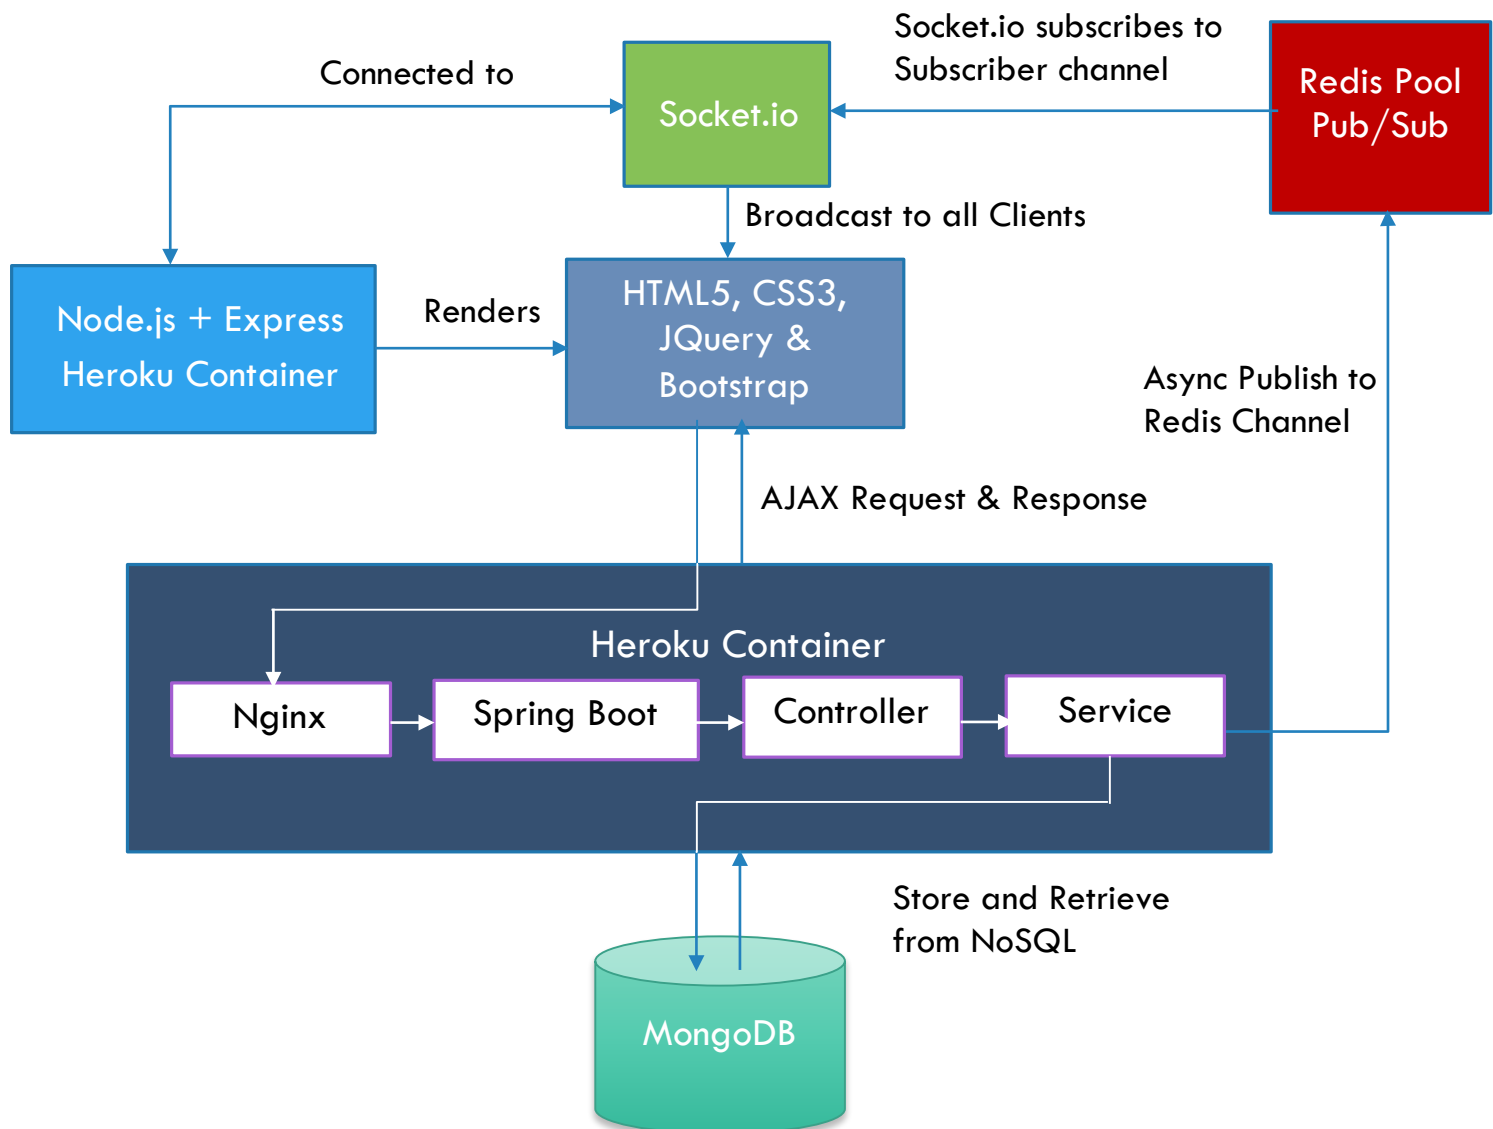 Socket.io subscribes to
Subscriber channel
Connected to
Socket.io
Redis Pool
Pub/Sub
Broadcast to all Clients
Node.js + Express
Heroku Container
Renders
HTML5, CSS3,
JQuery &
Bootstrap
Async Publish to
Redis Channel
AJAX Request & Response
Heroku Container
Nginx
Spring Boot
Controller
Service
Store and Retrieve
from NoSQL
MongoDB